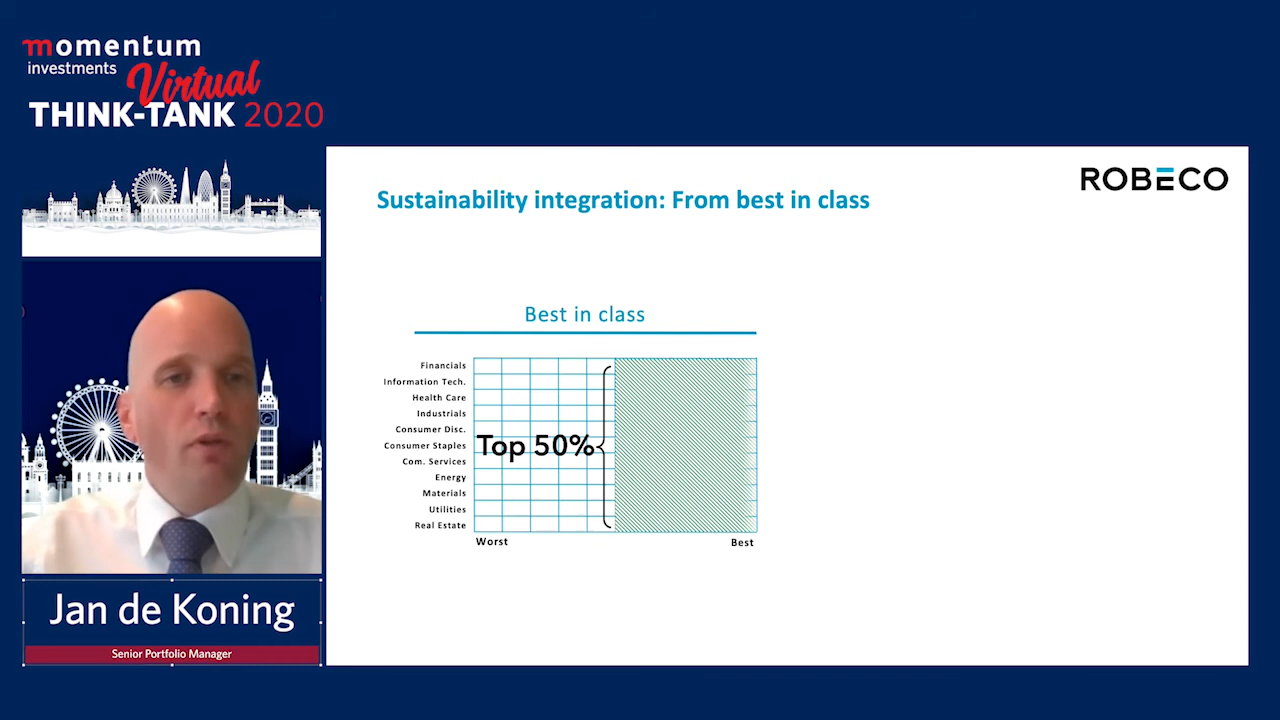 momentum
investments
Virtual
THINK-TANK 2020
ROBECO
Sustainability integration: From best in class
Best in class
Financials
Information Tech.
Health Care
Industrials
Consumer Disc.
Consumer Staples
Com. Services
Energy
Materials
Utilities
Real Estate
Top 50%
Worst
Best
Jan de Koning
Senior Portfolio Manager